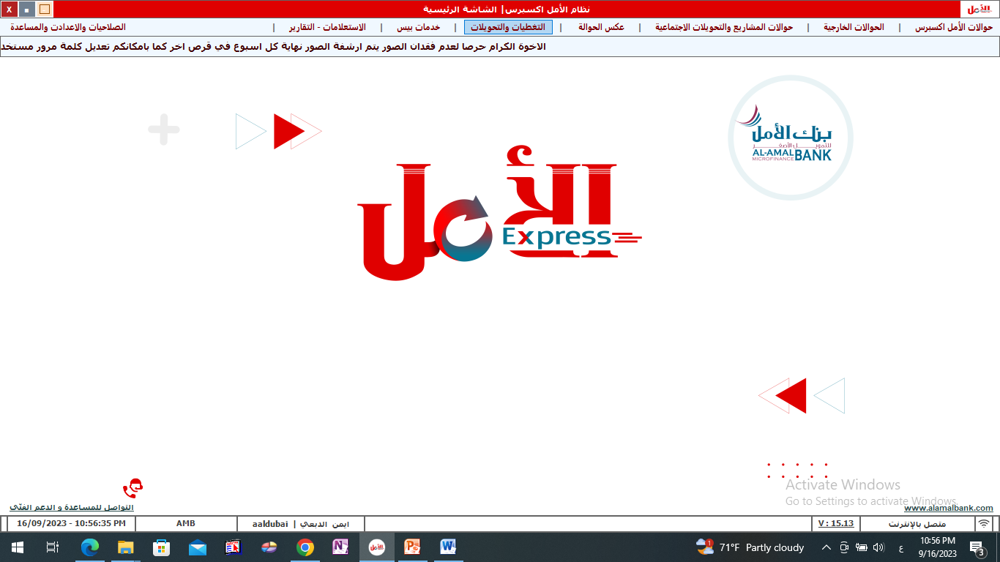 نظام الأمل اكسبرس| الشاشة الرئيسية
حوالات الأمل اكسبرس | الحوالات الخارجية | حوالات المشاريع والتحويلات الاجتماعية | عكس الحوالة | التغطيات والتحويلات | خدمات بيس | الاستعلامات - التقارير | الصلاحيات والاعدادت والمساعدة
الاخوة الكرام حرصا لعدم فقدان الصور يتم ارشفة الصور نهاية كل اسبوع في قرص اخر كما بامكانكم تعديل كلمة مرور مستخد
بنك الأمل
للتمويل الأصغر
AL-AMAL BANK
MICROFINANCE
الأمل
Express
Activate Windows
Go to Settings to activate Windows.
www.alamalbank.com
التواصل للمساعدة و الدعم الفنّي
متصل بالإنترنت
V : 15.13
ايمن الدبعي | aaldubai
AMB
16/09/2023 - 10:56:35 PM
71°F Partly cloudy
ع
10:56 PM
9/16/2023
3